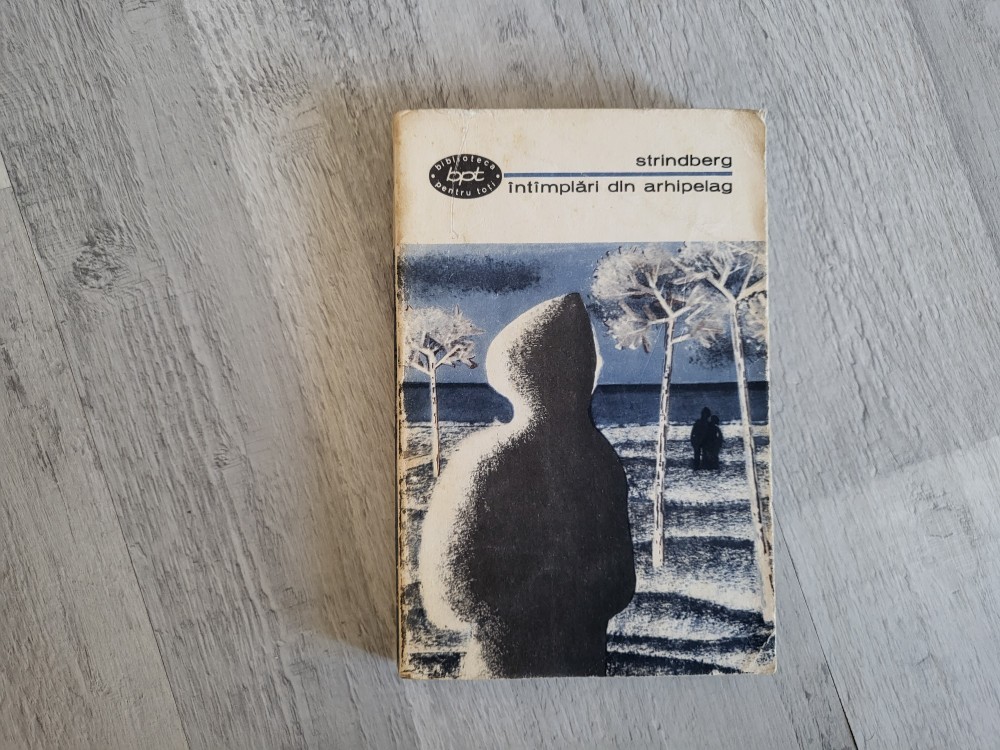 biblioteca
bpt
pentru toți
strindberg
întîmplări din arhipelag